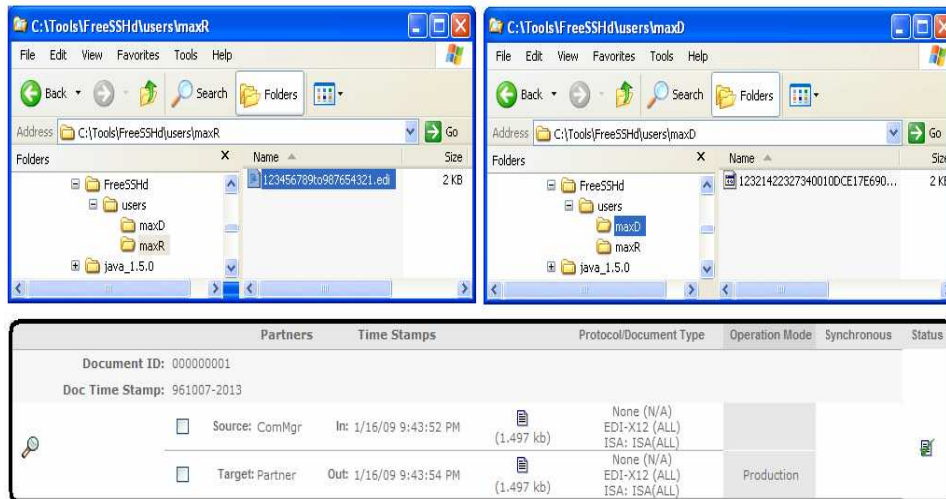 C:\Tools\FreeSSHd\users\maxR
File Edit View Favorites Tools Help
Back Search Folders
Address C:\Tools\FreeSSHd\users\maxR Go
Folders X Name Size
FreeSSHd
users
maxD
maxR
java_1.5.0
123456789to987654321.edi 2 KB
C:\Tools\FreeSSHd\users\maxD
File Edit View Favorites Tools Help
Back Search Folders
Address C:\Tools\FreeSSHd\users\maxD Go
Folders X Name Size
FreeSSHd
users
maxD
maxR
java_1.5.0
12321422327340010DCE17E690... 2 KB
Partners Time Stamps Protocol/Document Type Operation Mode Synchronous Status
Document ID: 000000001
Doc Time Stamp: 961007-2013
Source: ComMgr In: 1/16/09 9:43:52 PM (1.497 kb) None (N/A)
EDI-X12 (ALL)
ISA: ISA(ALL)
Target: Partner Out: 1/16/09 9:43:54 PM (1.497 kb) None (N/A)
EDI-X12 (ALL)
ISA: ISA(ALL)
Production